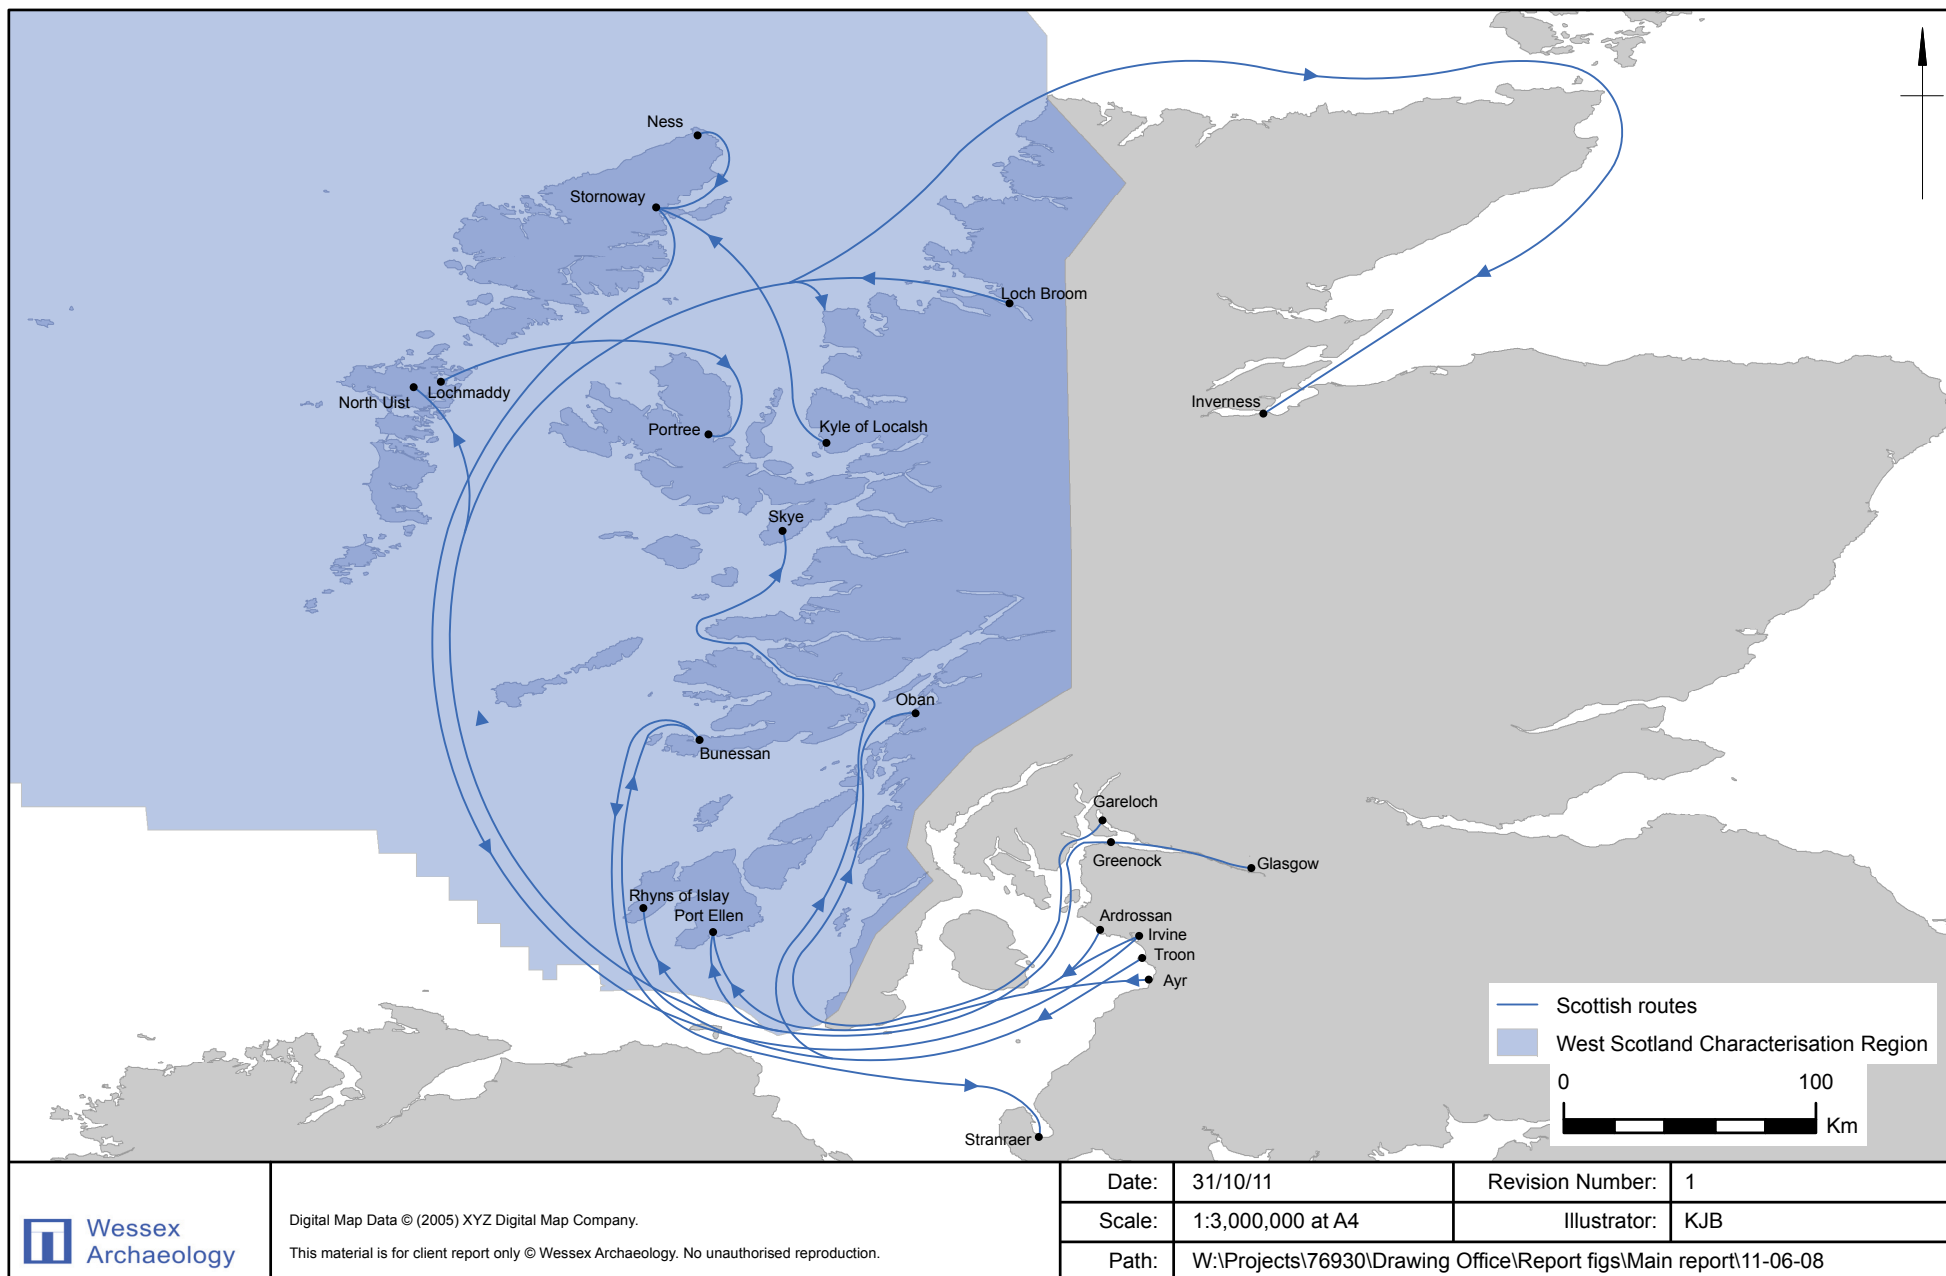 Ness
Stornoway
Loch Broom
Lochmaddy
North Uist
Portree
Kyle of Localsh
Inverness
Skye
Oban
Bunessan
Gareloch
Greenock
Glasgow
Rhyns of Islay
Port Ellen
Ardrossan
Irvine
Troon
Ayr
Stranraer
Scottish routes
West Scotland Characterisation Region
0 100
Km
Wessex
Archaeology
Digital Map Data © (2005) XYZ Digital Map Company.
This material is for client report only © Wessex Archaeology. No unauthorised reproduction.
Date: 31/10/11 Revision Number: 1
Scale: 1:3,000,000 at A4 Illustrator: KJB
Path: W:\Projects\76930\Drawing Office\Report figs\Main report\11-06-08